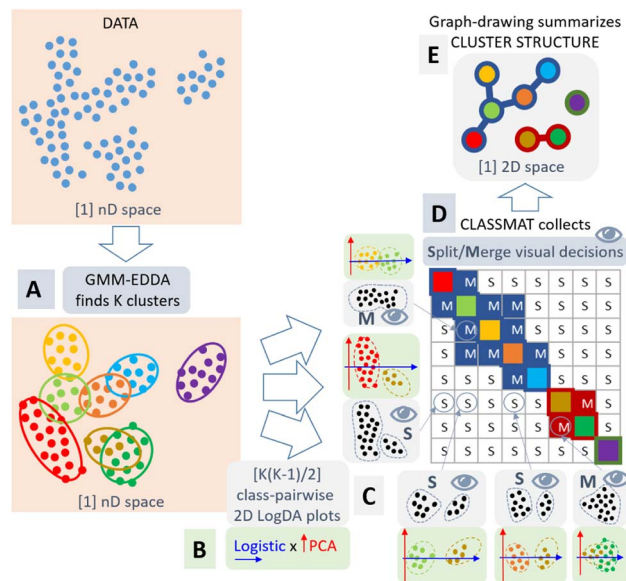 DATA
[1] nD space
A
GMM-EDDA
finds K clusters
[1] nD space
[K(K-1)/2]
class-pairwise
2D LogDA plots
B
Logistic x PCA
Graph-drawing summarizes
CLUSTER STRUCTURE
E
[1] 2D space
D
CLASSMAT collects
Split/Merge visual decisions
M
S
M S S S S S S
M M M S S S S
S M M S S S S
S M M M S S S
S S S M S S S
S S S S S M S
S S S S S M S
S S S S S S S
C
S
S
M